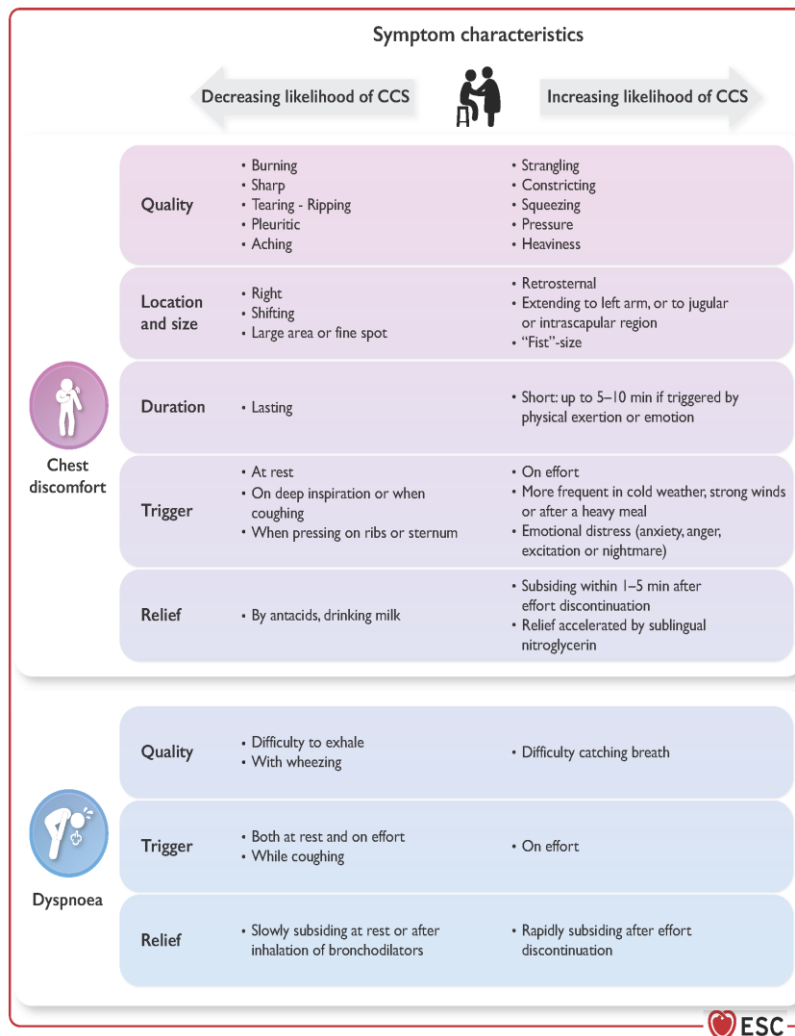 Symptom characteristics
Decreasing likelihood of CCS
Increasing likelihood of CCS
Quality
• Burning
• Sharp
• Tearing - Ripping
• Pleuritic
• Aching
• Strangling
• Constricting
• Squeezing
• Pressure
• Heaviness
Location
and size
• Right
• Shifting
• Large area or fine spot
• Retrosternal
• Extending to left arm, or to jugular
or intrascapular region
• “Fist”-size
Chest
discomfort
Duration
• Lasting
• Short: up to 5–10 min if triggered by
physical exertion or emotion
Trigger
• At rest
• On deep inspiration or when
coughing
• When pressing on ribs or sternum
• On effort
• More frequent in cold weather, strong winds
or after a heavy meal
• Emotional distress (anxiety, anger,
excitation or nightmare)
Relief
• By antacids, drinking milk
• Subsiding within 1–5 min after
effort discontinuation
• Relief accelerated by sublingual
nitroglycerin
Dyspnoea
Quality
• Difficulty to exhale
• With wheezing
• Difficulty catching breath
Trigger
• Both at rest and on effort
• While coughing
• On effort
Relief
• Slowly subsiding at rest or after
inhalation of bronchodilators
• Rapidly subsiding after effort
discontinuation
ESC